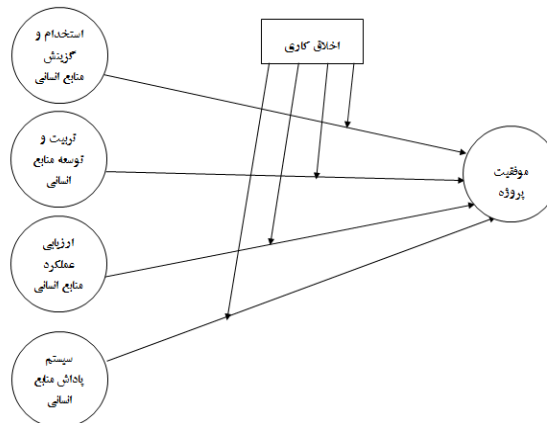 استخدام و
گزینش
منابع انسانی
اخلاق کاری
تربیت و
توسعه منابع
انسانی
موفقیت
پروژه
ارزیابی
عملکرد
منابع انسانی
سیستم
پاداش منابع
انسانی